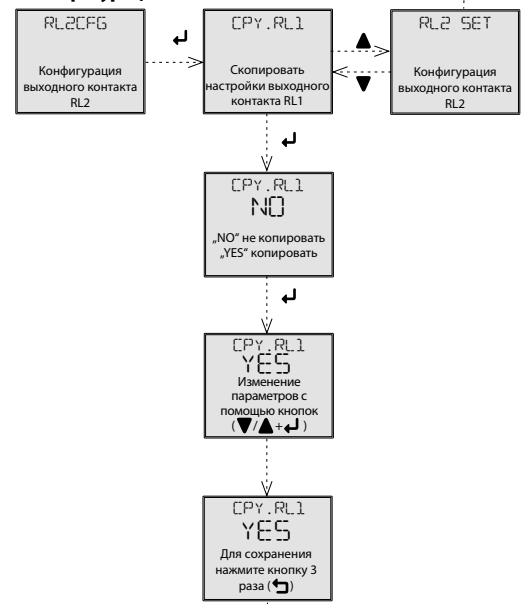 RL2CFG
Конфигурация
выходного контакта
RL2
CPY.RL1
Скопировать
настройки выходного
контакта RL1
RL2 SET
Конфигурация
выходного контакта
RL2
CPY.RL1
NO
„NO“ не копировать
„YES“ копировать
CPY.RL1
YES
Изменение
параметров с
помощью кнопок
(▼/▲+↵)
CPY.RL1
YES
Для сохранения
нажмите кнопку 3
раза (⮌)